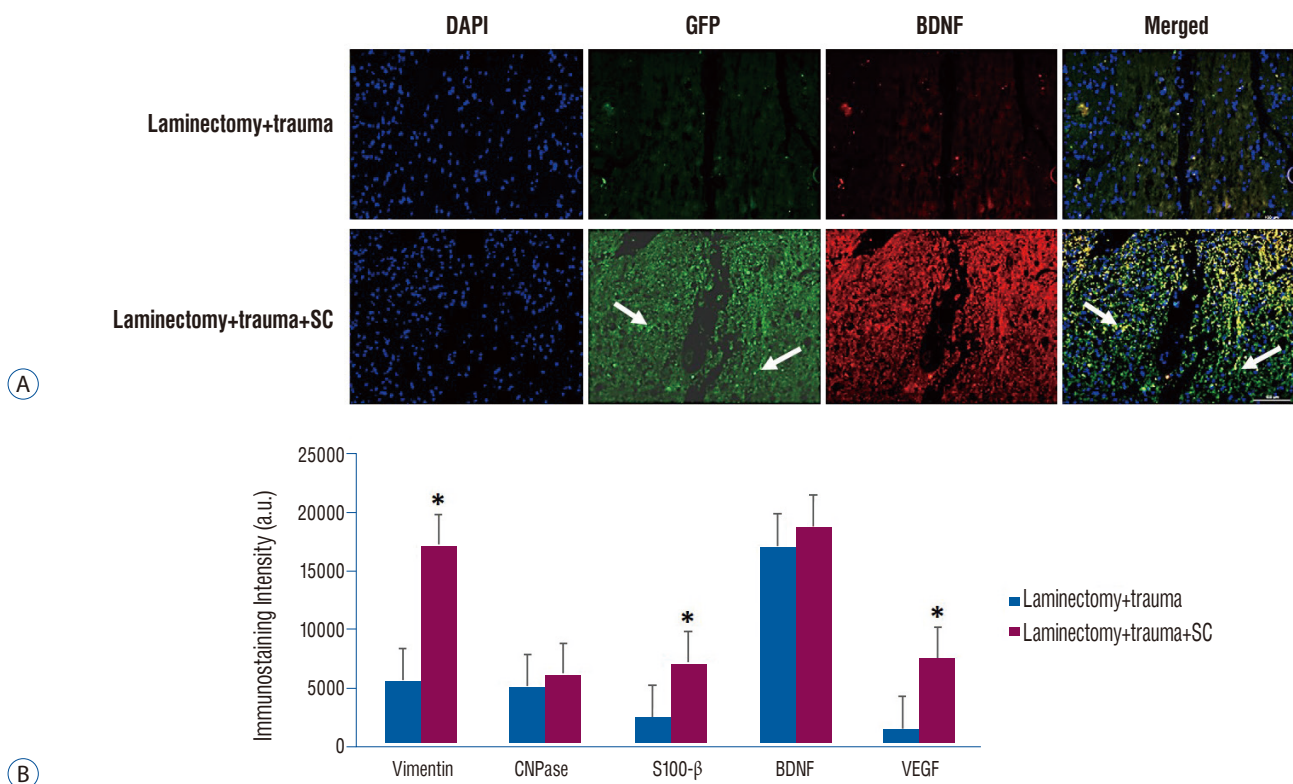 DAPI GFP BDNF Merged
Laminectomy+trauma
Laminectomy+trauma+SC
A
25000
20000
15000
10000
5000
0
Immunostaining Intensity (a.u.)
* * *
Vimentin CNPase S100-β BDNF VEGF
Laminectomy+trauma
Laminectomy+trauma+SC
B